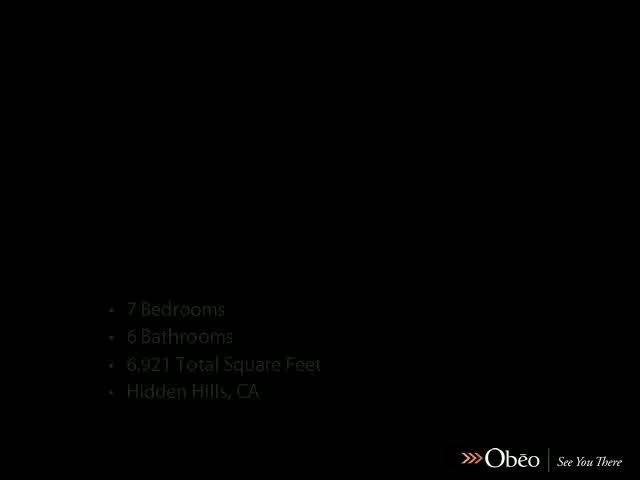 • 7 Bedrooms
• 6 Bathrooms
• 6,921 Total Square Feet
• Hidden Hills, CA
Obēo | See You There